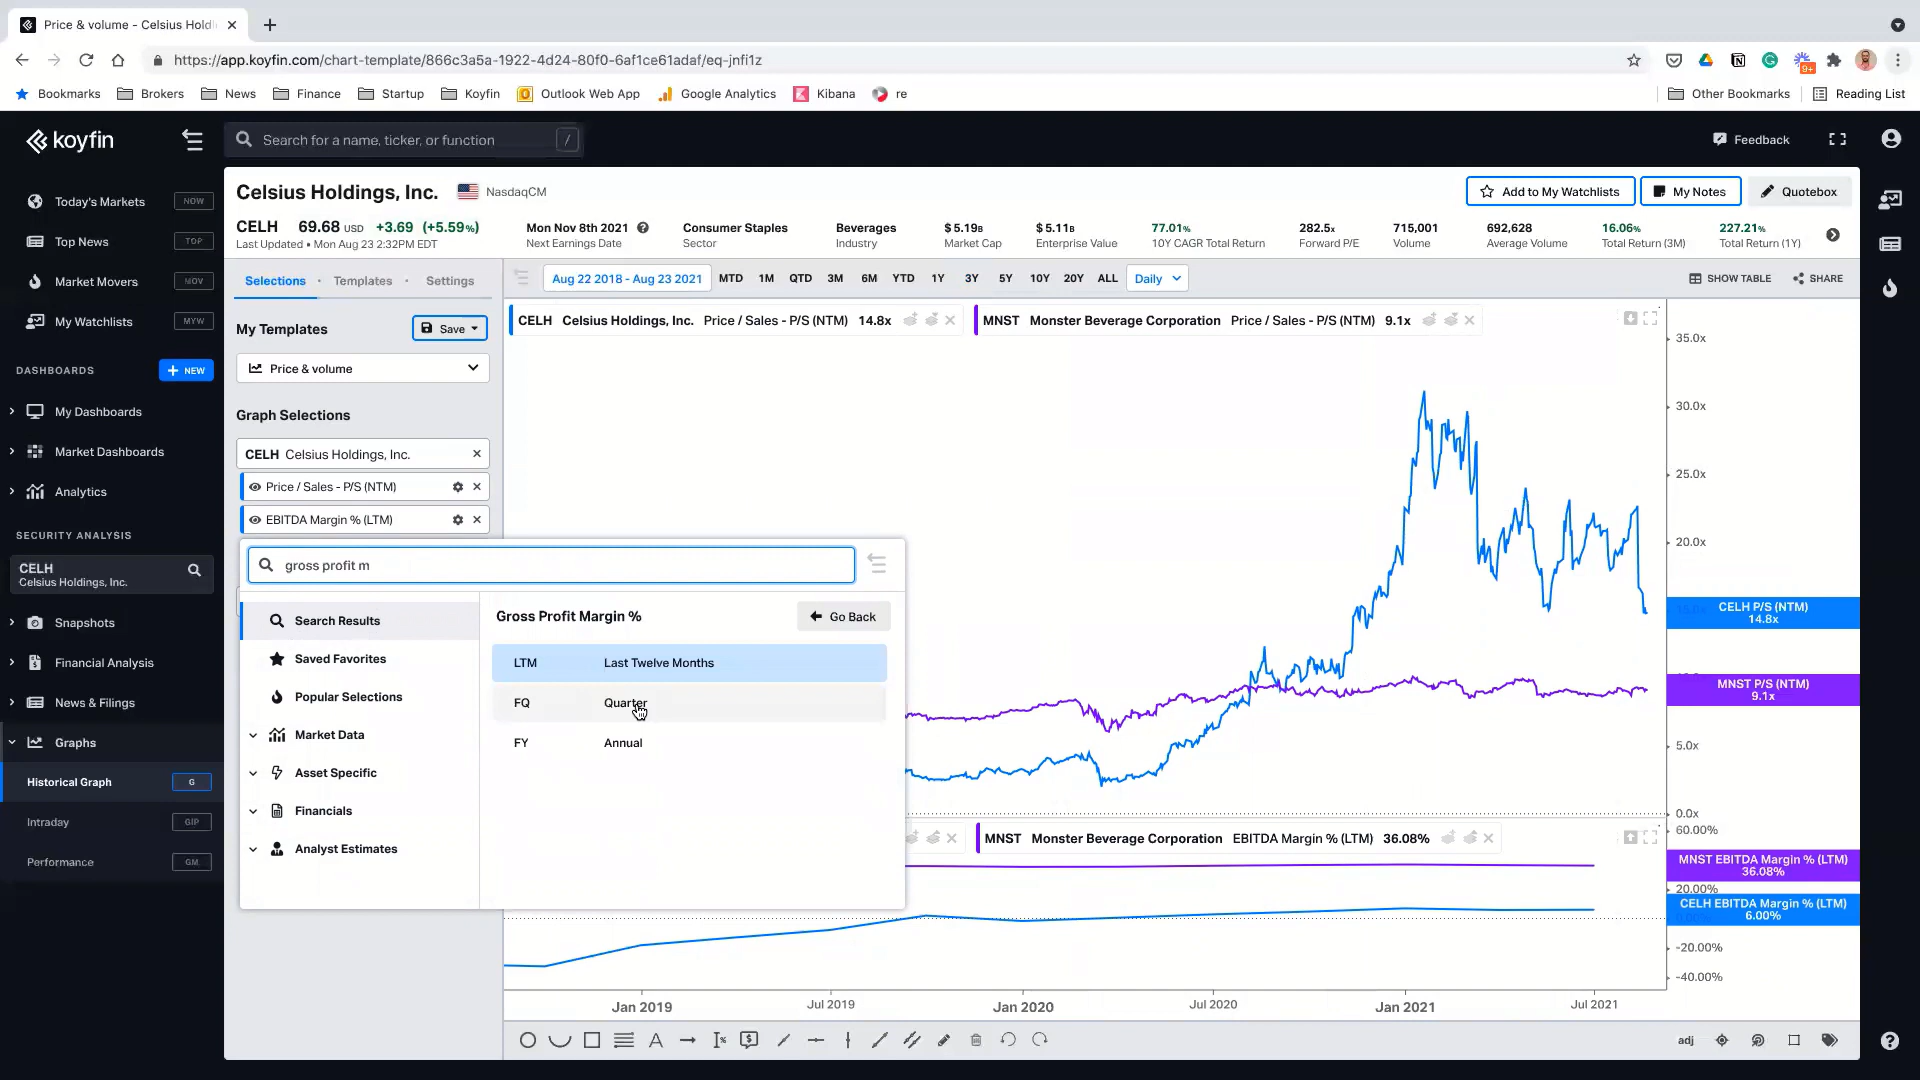 Price & volume - Celsius Holdi
https://app.koyfin.com/chart-template/866c3a5a-1922-4d24-80f0-6af1ce61adaf/eq-jnfi1z
9+
Bookmarks Brokers News Finance Startup Koyfin Outlook Web App Google Analytics Kibana re Other Bookmarks Reading List
koyfin
Search for a name, ticker, or function /
Feedback
Today's Markets NOW
Top News TOP
Market Movers MOV
My Watchlists MYW
DASHBOARDS + NEW
My Dashboards
Market Dashboards
Analytics
SECURITY ANALYSIS
CELH
Celsius Holdings, Inc.
Snapshots
Financial Analysis
News & Filings
Graphs
Historical Graph G
Intraday GIP
Performance GM
Celsius Holdings, Inc. NasdaqCM
Add to My Watchlists My Notes Quotebox
CELH 69.68 USD +3.69 (+5.59%)
Last Updated • Mon Aug 23 2:32PM EDT
Mon Nov 8th 2021
Next Earnings Date
Consumer Staples
Sector
Beverages
Industry
$ 5.19B
Market Cap
$ 5.11B
Enterprise Value
77.01%
10Y CAGR Total Return
282.5x
Forward P/E
715,001
Volume
692,628
Average Volume
16.06%
Total Return (3M)
227.21%
Total Return (1Y)
Selections • Templates • Settings
Aug 22 2018 - Aug 23 2021 MTD 1M QTD 3M 6M YTD 1Y 3Y 5Y 10Y 20Y ALL Daily
SHOW TABLE SHARE
My Templates Save
Price & volume
Graph Selections
CELH Celsius Holdings, Inc.
Price / Sales - P/S (NTM)
EBITDA Margin % (LTM)
gross profit m
Search Results
Saved Favorites
Popular Selections
Market Data
Asset Specific
Financials
Analyst Estimates
Gross Profit Margin % Go Back
LTM Last Twelve Months
FQ Quarter
FY Annual
CELH Celsius Holdings, Inc. Price / Sales - P/S (NTM) 14.8x
MNST Monster Beverage Corporation Price / Sales - P/S (NTM) 9.1x
35.0x
30.0x
25.0x
20.0x
CELH P/S (NTM)
14.8x
MNST P/S (NTM)
9.1x
5.0x
0.0x
MNST Monster Beverage Corporation EBITDA Margin % (LTM) 36.08%
60.00%
MNST EBITDA Margin % (LTM)
36.08%
20.00%
CELH EBITDA Margin % (LTM)
6.00%
-20.00%
-40.00%
Jan 2019 Jul 2019 Jan 2020 Jul 2020 Jan 2021 Jul 2021
adj